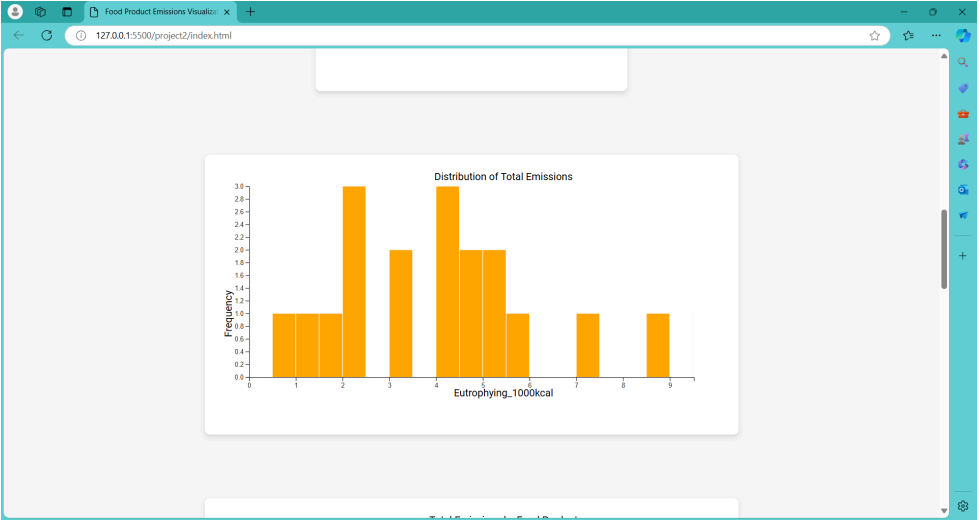 Food Product Emissions Visualiza
127.0.0.1:5500/project2/index.html
Distribution of Total Emissions
3.0
2.8
2.6
2.4
2.2
2.0
1.8
1.6
1.4
1.2
1.0
0.8
0.6
0.4
0.2
0.0
Frequency
0 1 2 3 4 5 6 7 8 9
Eutrophying_1000kcal